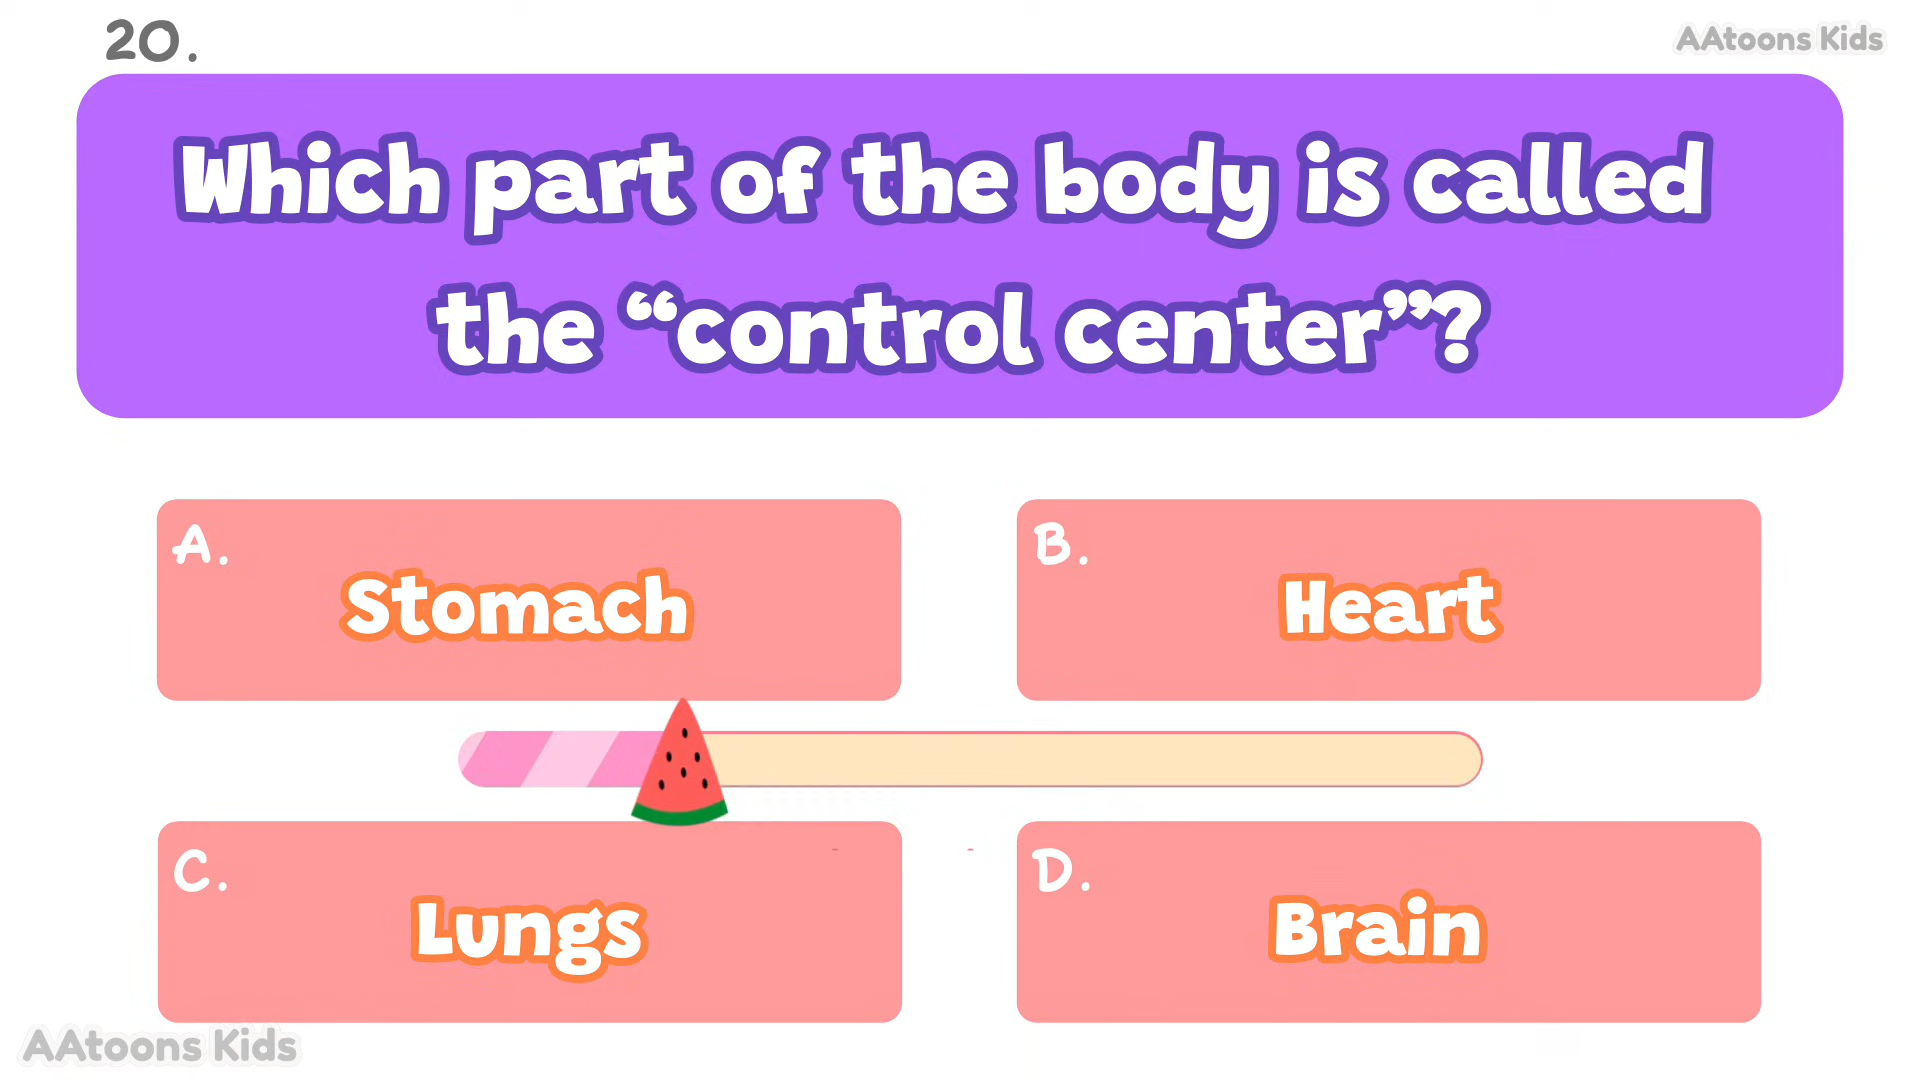 20.
AAtoons Kids
Which part of the body is called
the “control center”?
A.
Stomach
B.
Heart
C.
Lungs
D.
Brain
AAtoons Kids